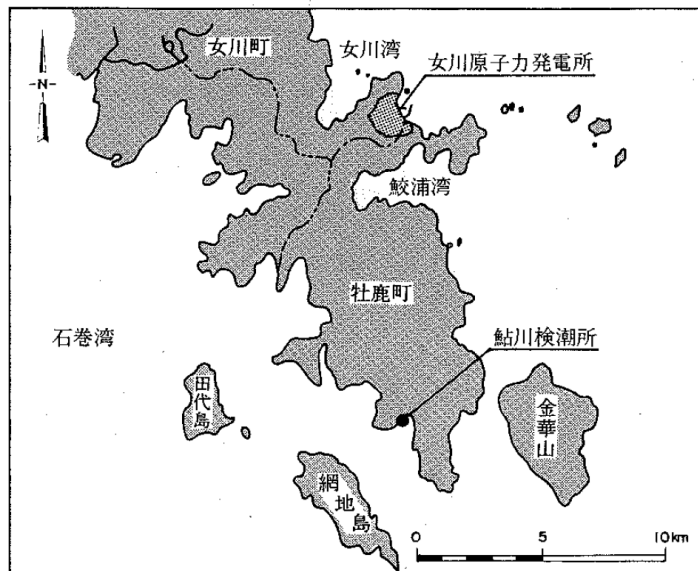 女川町
女川湾
女川原子力発電所
-N-
鮫浦湾
牡鹿町
石巻湾
鮎川検潮所
田代島
金華山
網地島
0 5 10km